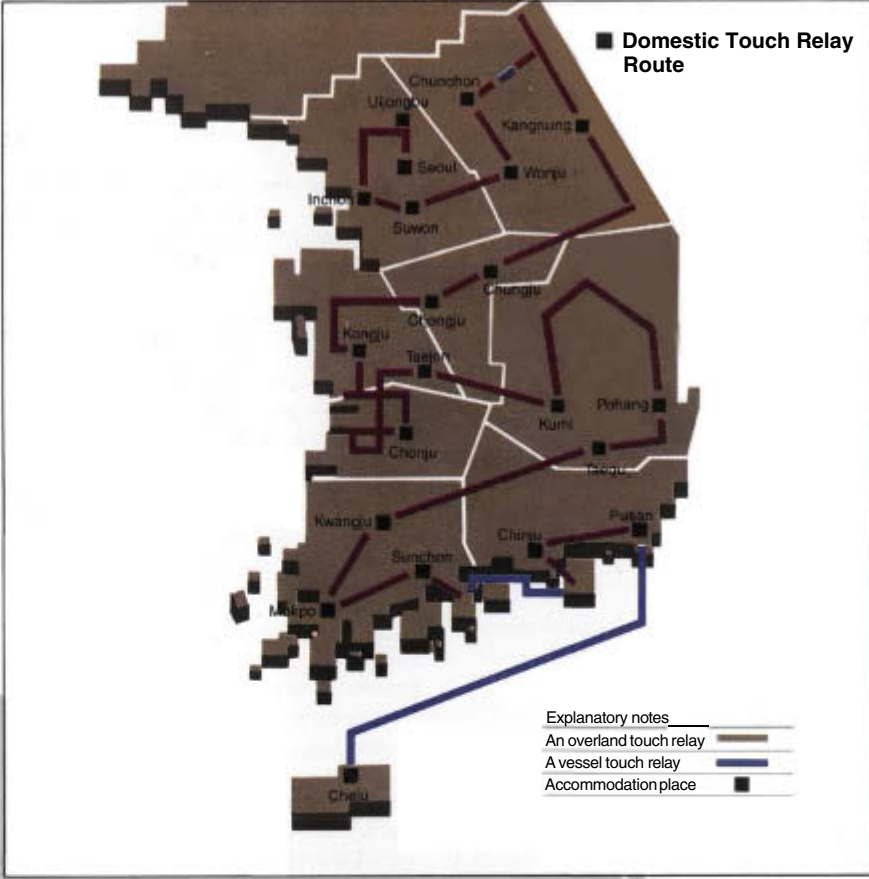 Domestic Touch Relay
Route
Chunchon
Uijongbu
Kangnung
Seoul
Wonju
Inchon
Suwon
Chungju
Chongju
Kongju
Taejon
Kumi
Pohang
Chonju
Taegu
Kwangju
Pusan
Chinju
Sunchon
Mokpo
Cheju
Explanatory notes
An overland touch relay
A vessel touch relay
Accommodation place